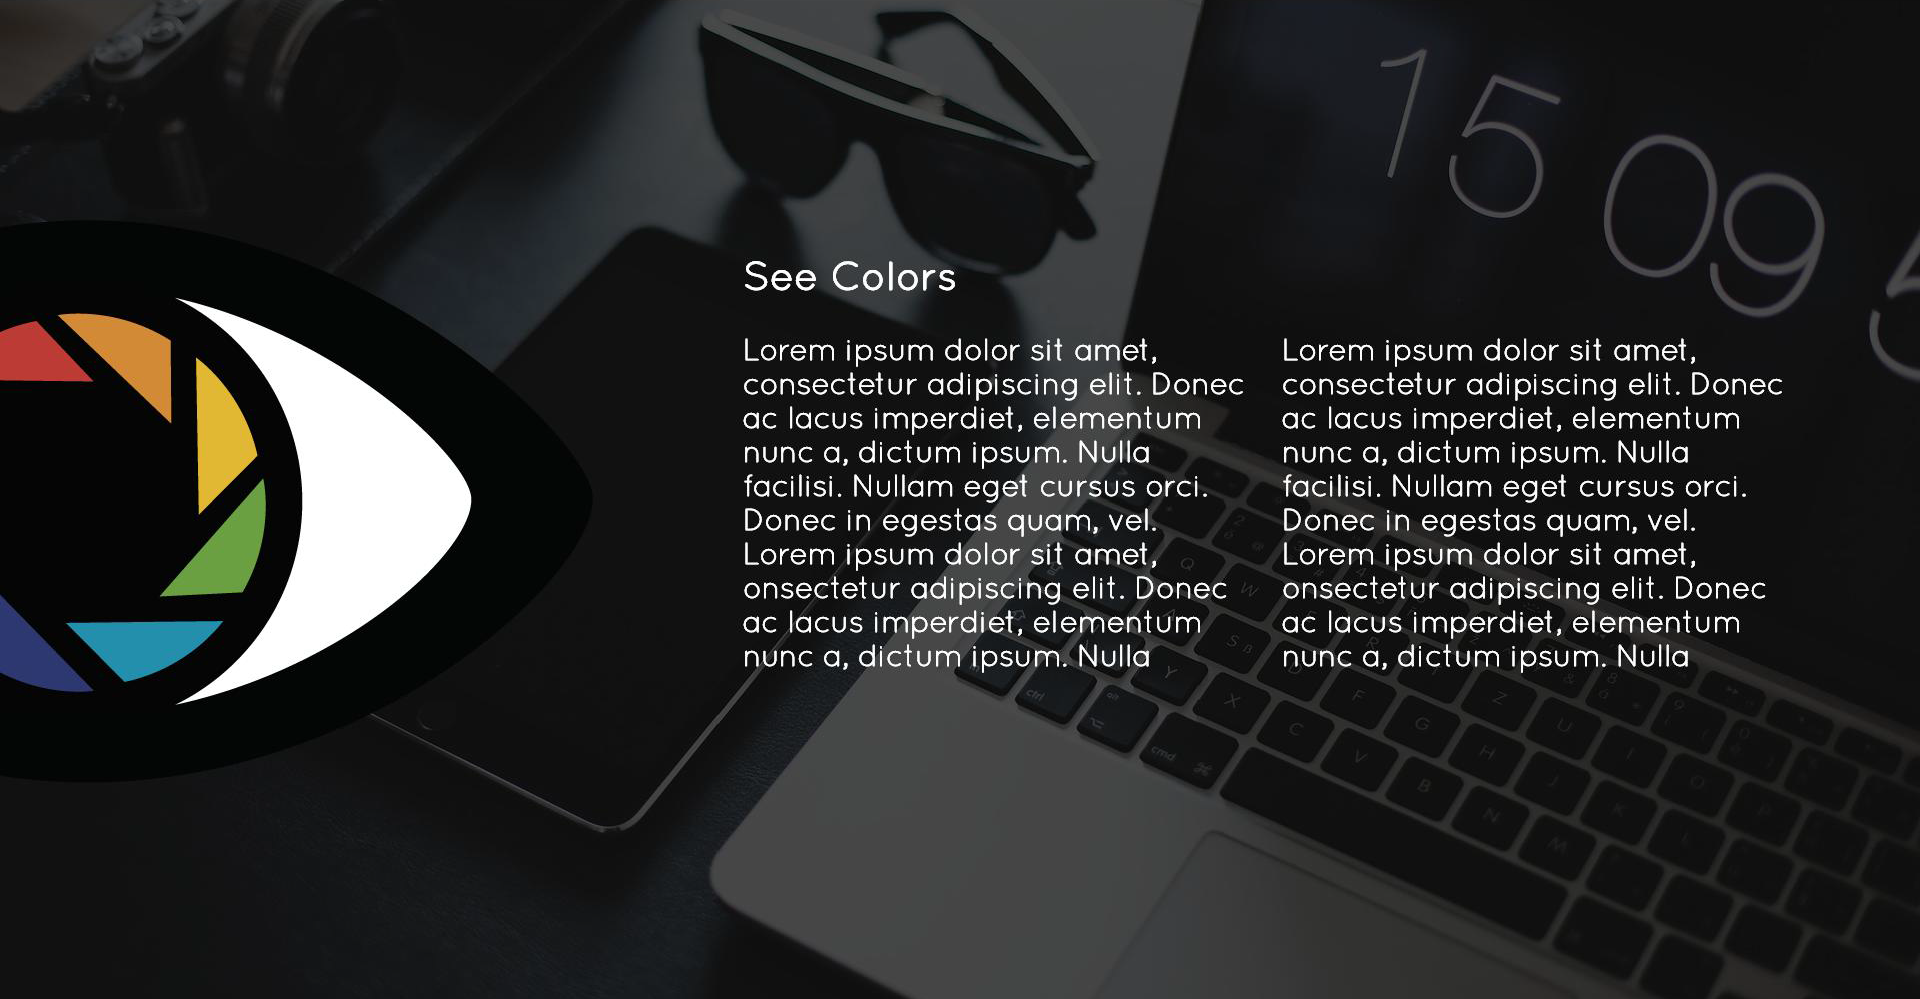 15 09 5
See Colors
Lorem ipsum dolor sit amet,
consectetur adipiscing elit. Donec
ac lacus imperdiet, elementum
nunc a, dictum ipsum. Nulla
facilisi. Nullam eget cursus orci.
Donec in egestas quam, vel.
Lorem ipsum dolor sit amet,
onsectetur adipiscing elit. Donec
ac lacus imperdiet, elementum
nunc a, dictum ipsum. Nulla
Lorem ipsum dolor sit amet,
consectetur adipiscing elit. Donec
ac lacus imperdiet, elementum
nunc a, dictum ipsum. Nulla
facilisi. Nullam eget cursus orci.
Donec in egestas quam, vel.
Lorem ipsum dolor sit amet,
onsectetur adipiscing elit. Donec
ac lacus imperdiet, elementum
nunc a, dictum ipsum. Nulla
Q W
A S D F G H J K L
Y X C V B N M
ctrl alt cmd